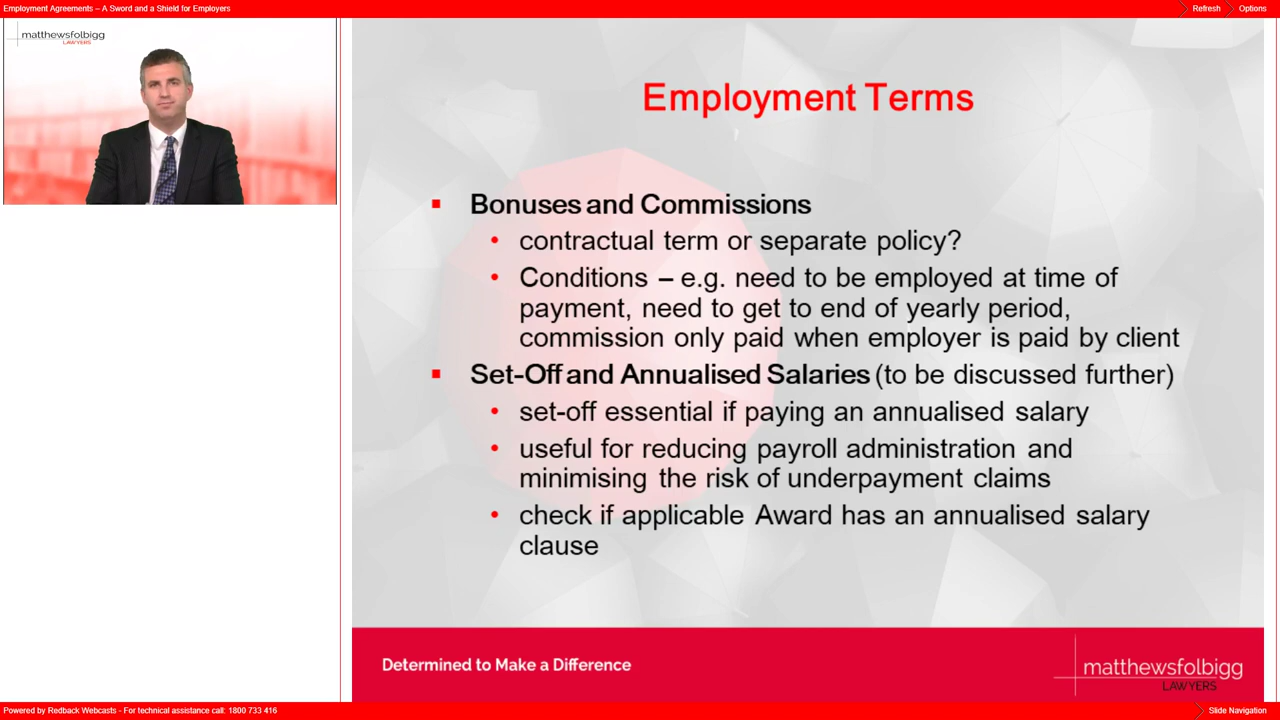 Employment Agreements – A Sword and a Shield for Employers
Refresh
Options
matthewsfolbigg
LAWYERS
Employment Terms
Bonuses and Commissions
contractual term or separate policy?
Conditions – e.g. need to be employed at time of
payment, need to get to end of yearly period,
commission only paid when employer is paid by client
Set-Off and Annualised Salaries (to be discussed further)
set-off essential if paying an annualised salary
useful for reducing payroll administration and
minimising the risk of underpayment claims
check if applicable Award has an annualised salary
clause
Determined to Make a Difference
matthewsfolbigg
LAWYERS
Powered by Redback Webcasts - For technical assistance call: 1800 733 416
Slide Navigation